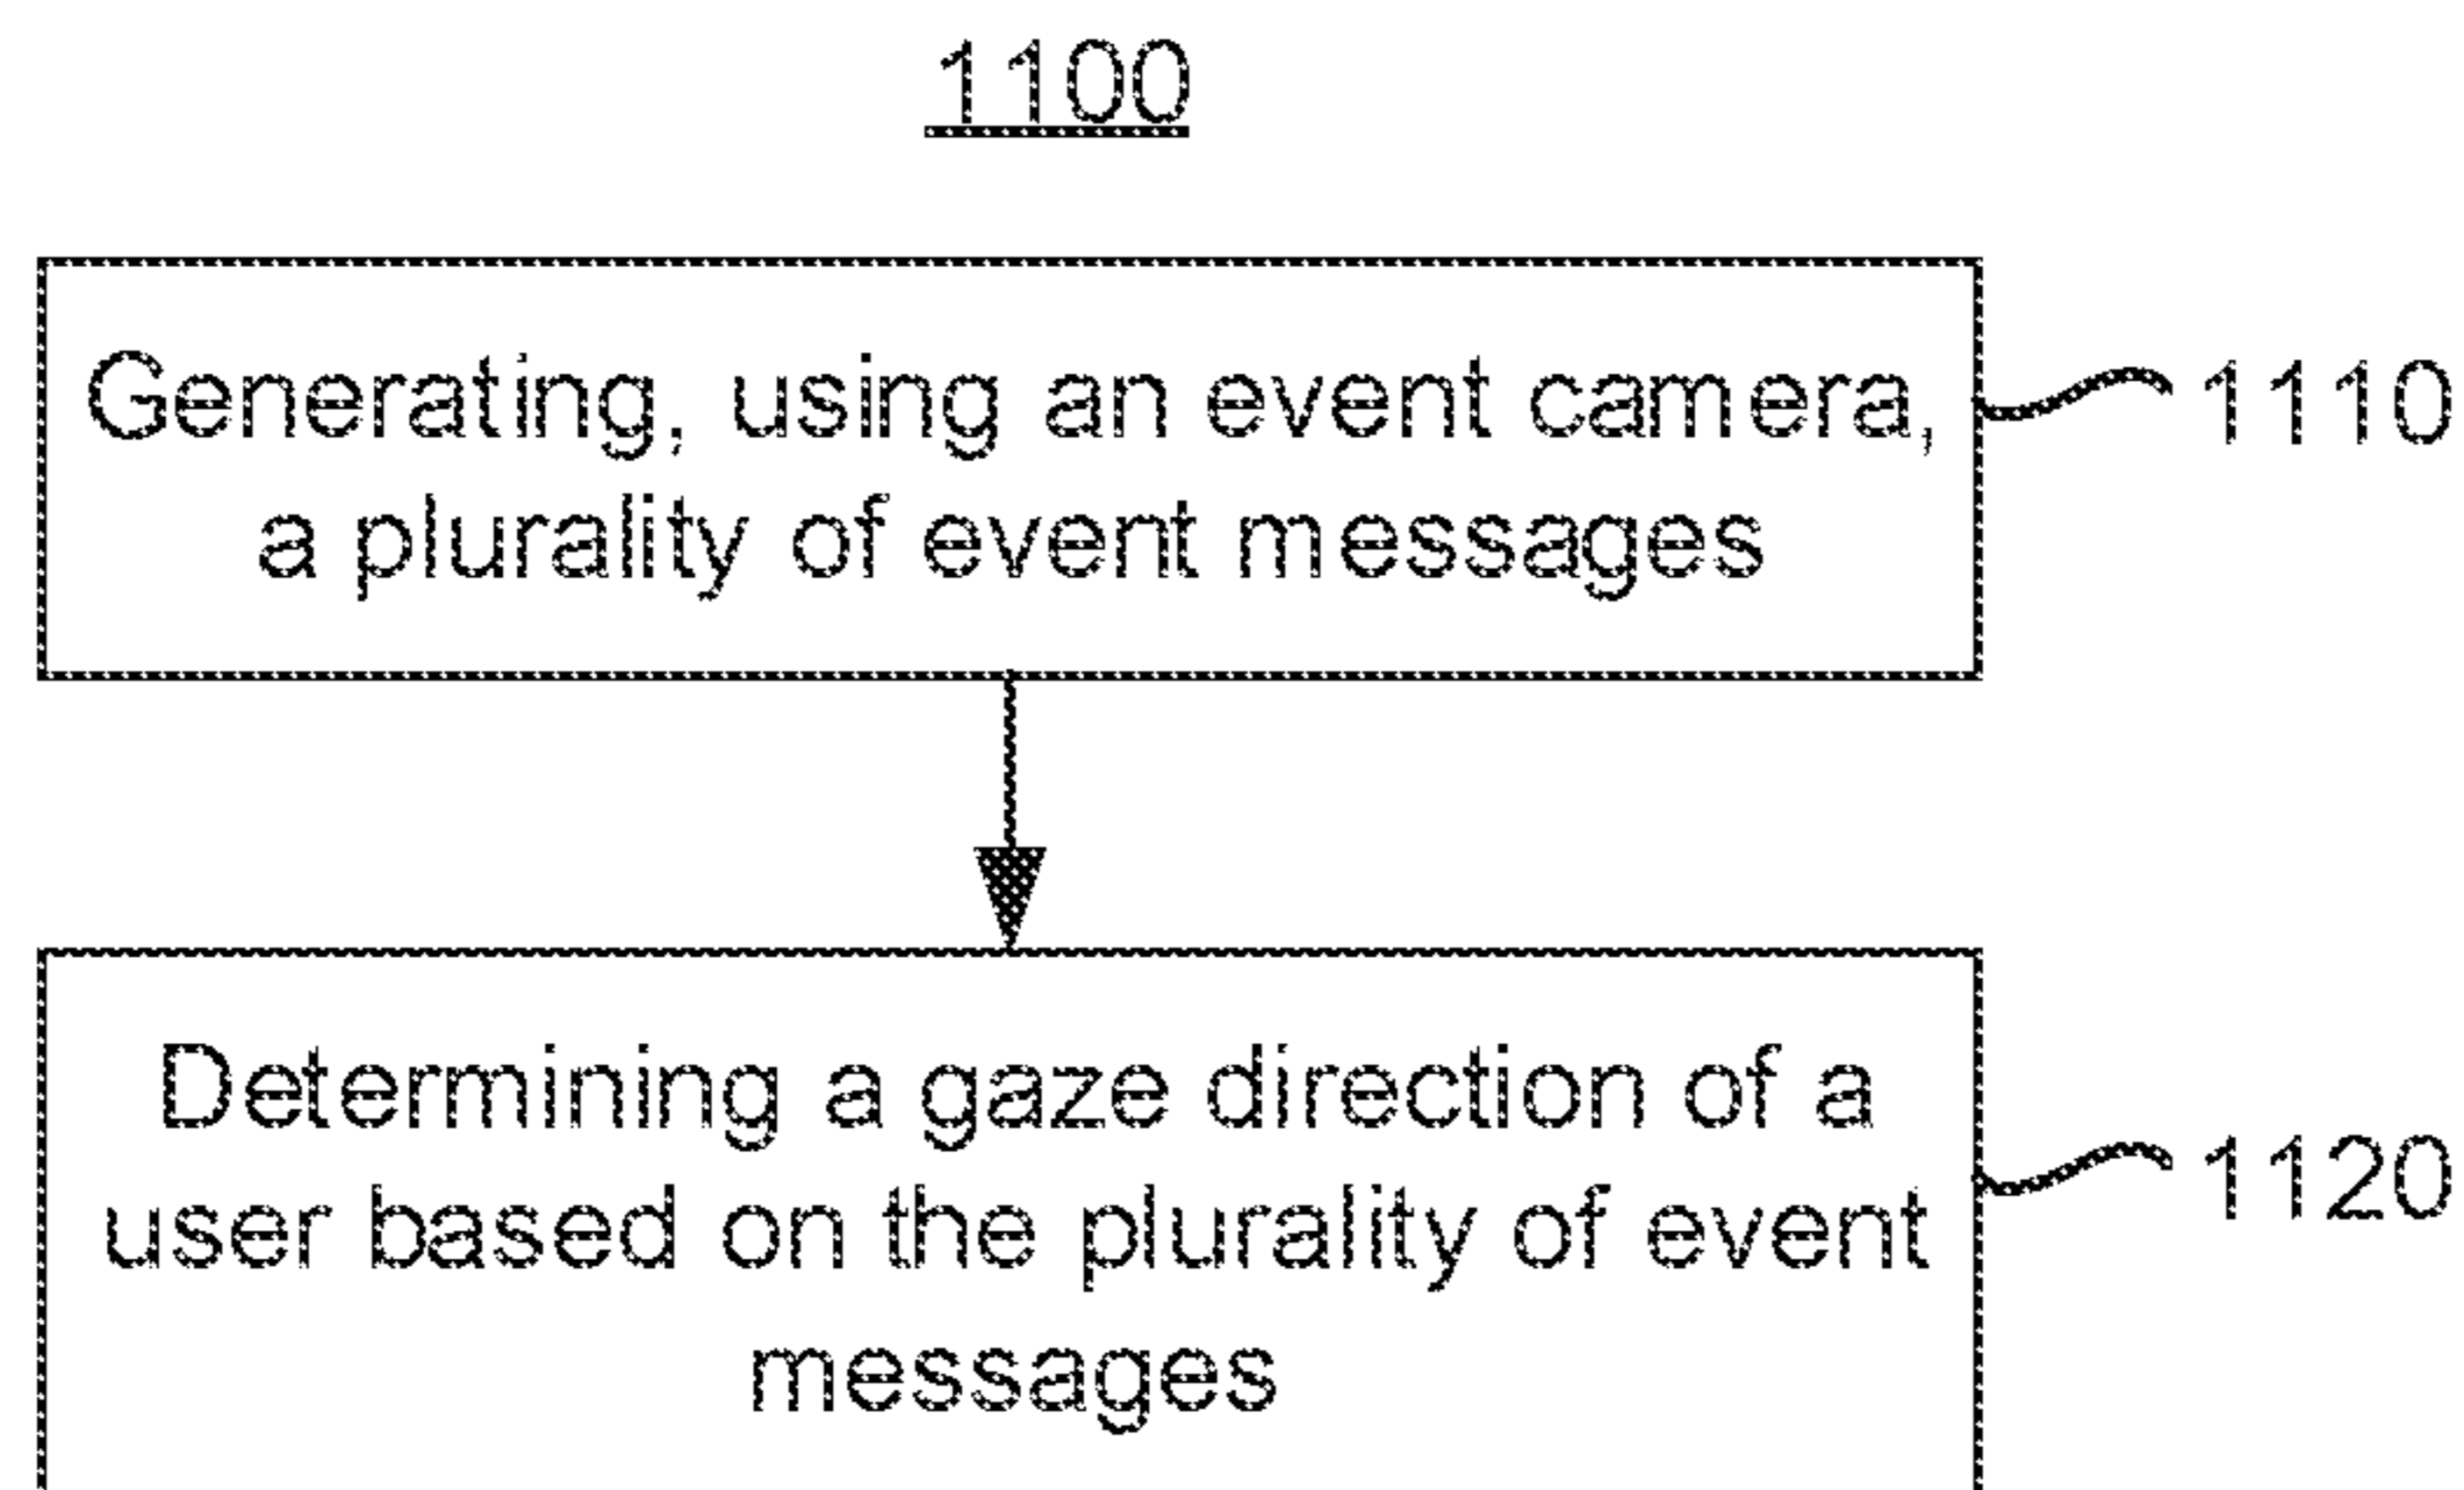 1100
Generating, using an event camera,
a plurality of event messages
1110
Determining a gaze direction of a
user based on the plurality of event
messages
1120